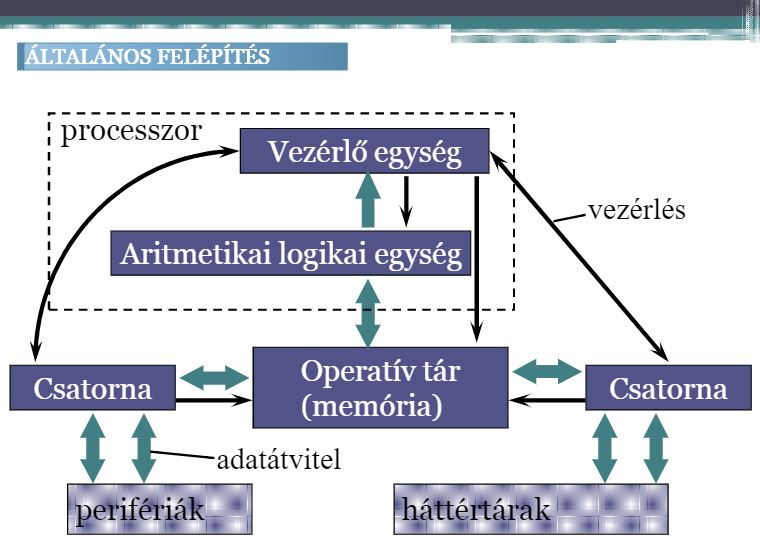 ÁLTALÁNOS FELÉPÍTÉS
processzor
Vezérlő egység
vezérlés
Aritmetikai logikai egység
Csatorna
Operatív tár
(memória)
Csatorna
adatátvitel
perifériák
háttértárak